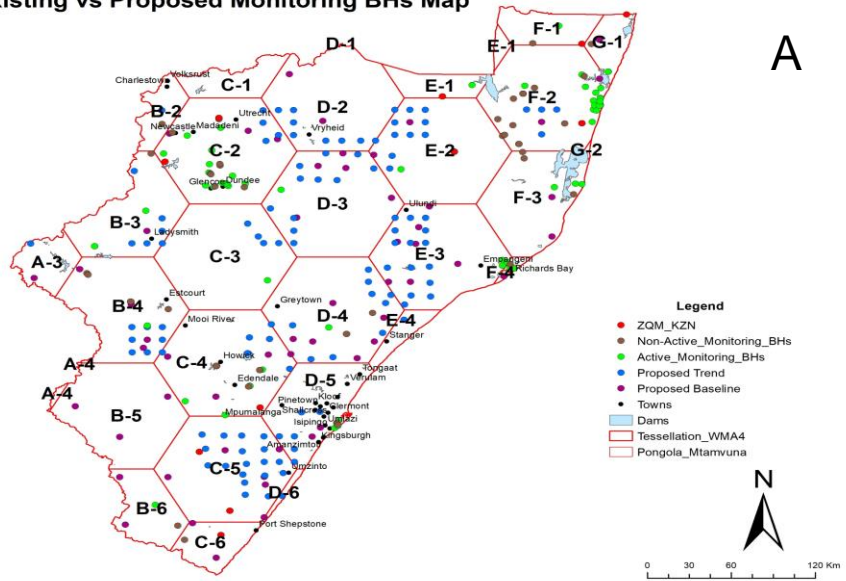 isting vs Proposed Monitoring BHs Map
A
D-1
F-1
G-1
E-1
Volksrust
Charlestown
C-1
E-1
B-2
D-2
F-2
Utrecht
Newcastle
Madadeni
Vryheid
C-2
E-2
G-2
Glencoe
Dundee
F-3
D-3
Ulundi
B-3
Ladysmith
C-3
E-3
A-3
Empangeni
F-4
Richards Bay
B-4
Estcourt
Greytown
Mooi River
D-4
E-4
Stanger
A-4
C-4
Howick
Tongaat
Verulam
Edendale
D-5
A-4
Kloof
Pinetown
Clermont
Mpumalanga
Umlazi
B-5
Isipingo
Kingsburgh
Amanzimtoti
C-5
Umzinto
D-6
B-6
Port Shepstone
C-6
Legend
ZQM_KZN
Non-Active_Monitoring_BHs
Active_Monitoring_BHs
Proposed Trend
Proposed Baseline
Towns
Dams
Tessellation_WMA4
Pongola_Mtamvuna
N
0 30 60 120 Km